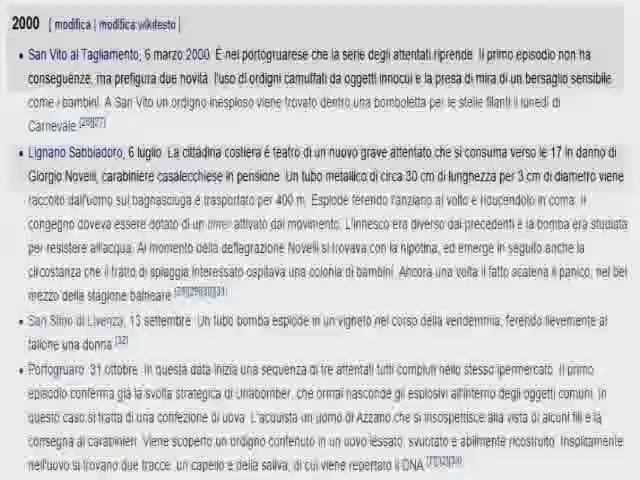 2000 [ modifica | modifica wikitesto ]
San Vito al Tagliamento, 6 marzo 2000. È nel portogruarese che la serie degli attentati riprende. Il primo episodio non ha
conseguenze, ma prefigura due novità: l'uso di ordigni camuffati da oggetti innocui e la presa di mira di un bersaglio sensibile
come i bambini. A San Vito un ordigno inesploso viene trovato dentro una bomboletta per le stelle filanti il lunedì di
Carnevale.[26][27]
Lignano Sabbiadoro, 6 luglio. La cittadina costiera è teatro di un nuovo grave attentato che si consuma verso le 17 in danno di
Giorgio Novelli, carabiniere casalecchiese in pensione. Un tubo metallico di circa 30 cm di lunghezza per 3 cm di diametro viene
raccolto dall'uomo sul bagnasciuga e trasportato per 400 m. Esplode ferendo l'anziano al volto e riducendolo in coma. Il
congegno doveva essere dotato di un timer attivato dal movimento. L'innesco era diverso dai precedenti e la bomba era studiata
per resistere all'acqua. Al momento della deflagrazione Novelli si trovava con la nipotina, ed emerge in seguito anche la
circostanza che il tratto di spiaggia interessato ospitava una colonia di bambini. Ancora una volta il fatto scatena il panico, nel bel
mezzo della stagione balneare.
San Stino di Livenza, 13 settembre. Un tubo bomba esplode in un vigneto nel corso della vendemmia, ferendo lievemente al
tallone una donna.[32]
Portogruaro, 31 ottobre. In questa data inizia una sequenza di tre attentati tutti compiuti nello stesso ipermercato. Il primo
episodio conferma già la svolta strategica di Unabomber, che ormai nasconde gli esplosivi all'interno degli oggetti comuni. In
questo caso si tratta di una confezione di uova. L'acquista un uomo di Azzano che si insospettisce alla vista di alcuni fili e la
consegna ai carabinieri. Viene scoperto un ordigno contenuto in un uovo lessato, svuotato e abilmente ricostruito. Insolitamente
nell'uovo si trovano due tracce, un capello e della saliva, di cui viene repertato il DNA.